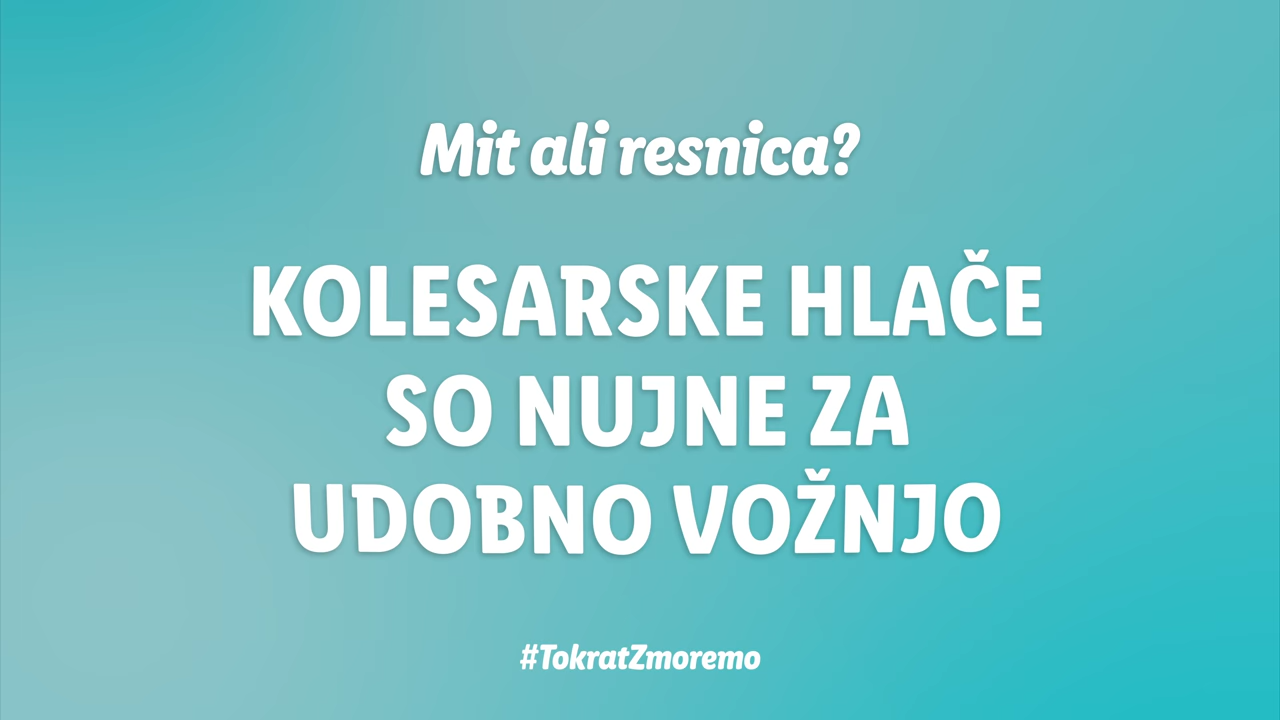 Mit ali resnica?
KOLESARSKE HLAČE
SO NUJNE ZA
UDOBNO VOŽNJO
#TokratZmoremo